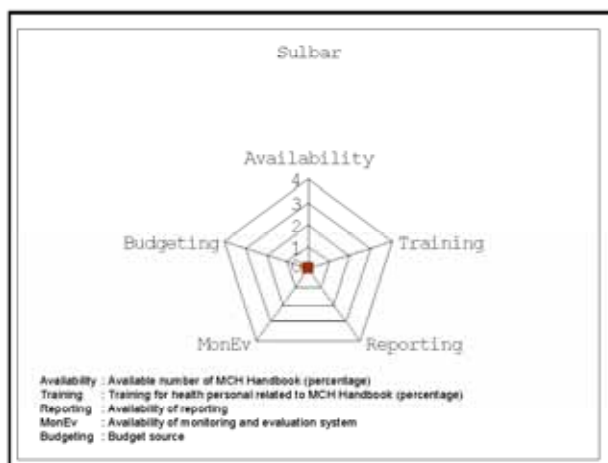 Sulbar
Availability
4
3
2
1
0
Budgeting
Training
MonEv
Reporting
Availability : Available number of MCH Handbook (percentage)
Training : Training for health personal related to MCH Handbook (percentage)
Reporting : Availability of reporting
MonEv : Availability of monitoring and evaluation system
Budgeting : Budget source